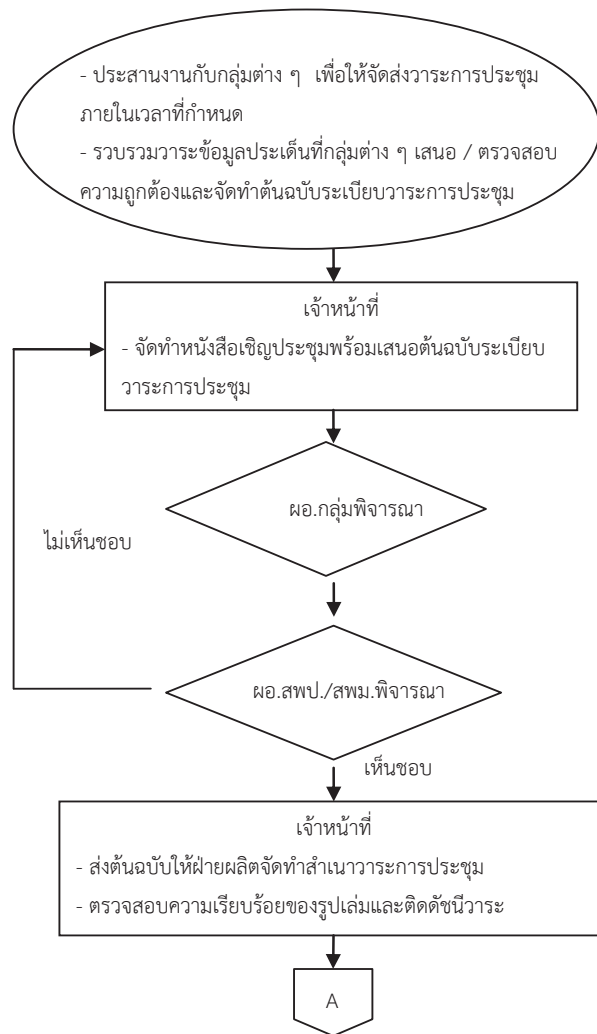 - ประสานงานกับกลุ่มต่าง ๆ เพื่อให้จัดส่งวาระการประชุม
ภายในเวลาที่กำหนด
- รวบรวมวาระข้อมูลประเด็นที่กลุ่มต่าง ๆ เสนอ / ตรวจสอบ
ความถูกต้องและจัดทำต้นฉบับระเบียบวาระการประชุม
เจ้าหน้าที่
- จัดทำหนังสือเชิญประชุมพร้อมเสนอต้นฉบับระเบียบ
วาระการประชุม
ผอ.กลุ่มพิจารณา
ไม่เห็นชอบ
ผอ.สพป./สพม.พิจารณา
เห็นชอบ
เจ้าหน้าที่
- ส่งต้นฉบับให้ฝ่ายผลิตจัดทำสำเนาวาระการประชุม
- ตรวจสอบความเรียบร้อยของรูปเล่มและติดดัชนีวาระ
A